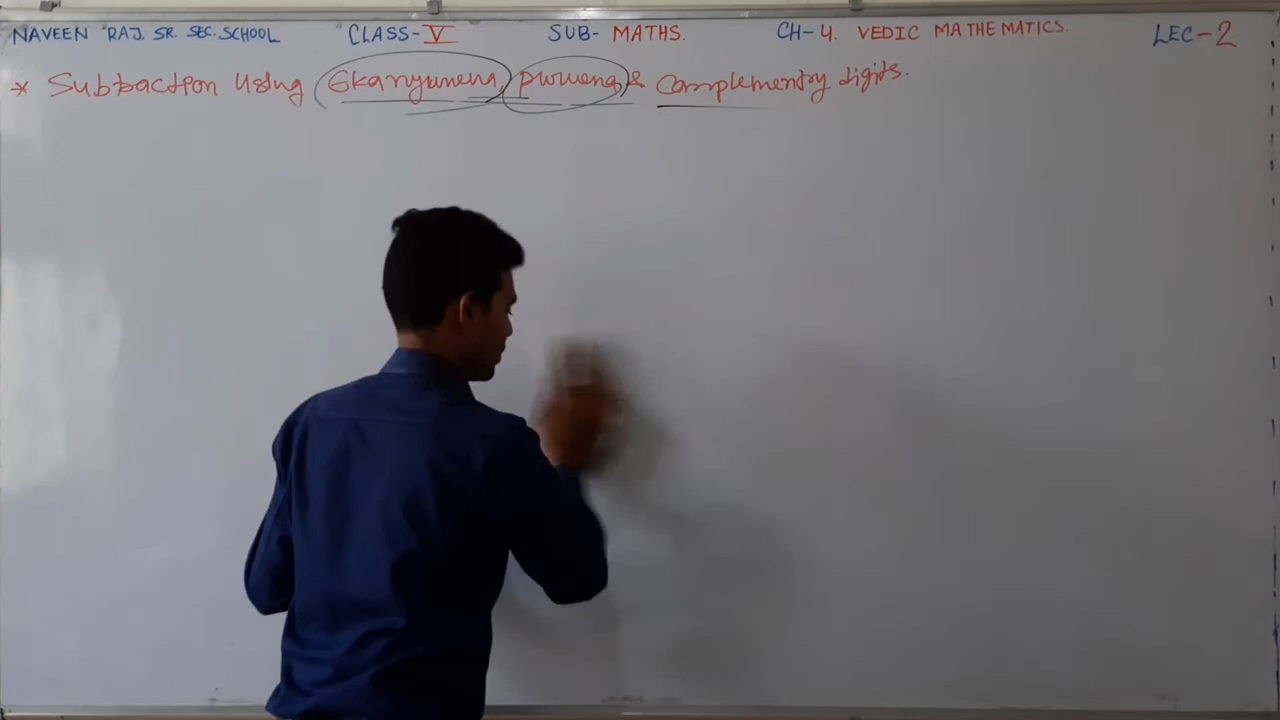 NAVEEN RAJ. SR. SEC. SCHOOL CLASS-V SUB- MATHS. CH-4. VEDIC MATHEMATICS. LEC-2
* Subtraction Using Ekanyunena purvena & Complementry digits.